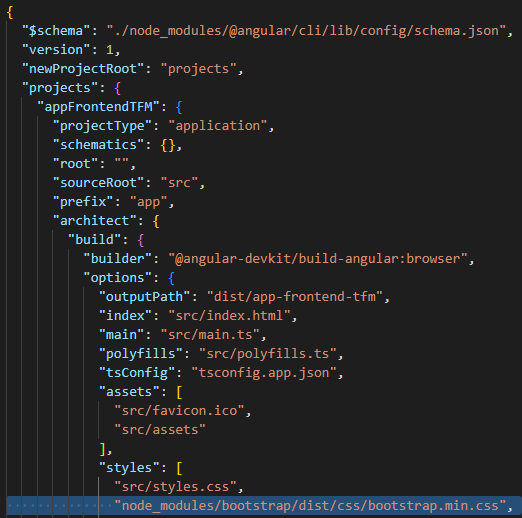 {
"$schema": "./node_modules/@angular/cli/lib/config/schema.json",
"version": 1,
"newProjectRoot": "projects",
"projects": {
"appFrontendTFM": {
"projectType": "application",
"schematics": {},
"root": "",
"sourceRoot": "src",
"prefix": "app",
"architect": {
"build": {
"builder": "@angular-devkit/build-angular:browser",
"options": {
"outputPath": "dist/app-frontend-tfm",
"index": "src/index.html",
"main": "src/main.ts",
"polyfills": "src/polyfills.ts",
"tsConfig": "tsconfig.app.json",
"assets": [
"src/favicon.ico",
"src/assets"
],
"styles": [
"src/styles.css",
"node_modules/bootstrap/dist/css/bootstrap.min.css",